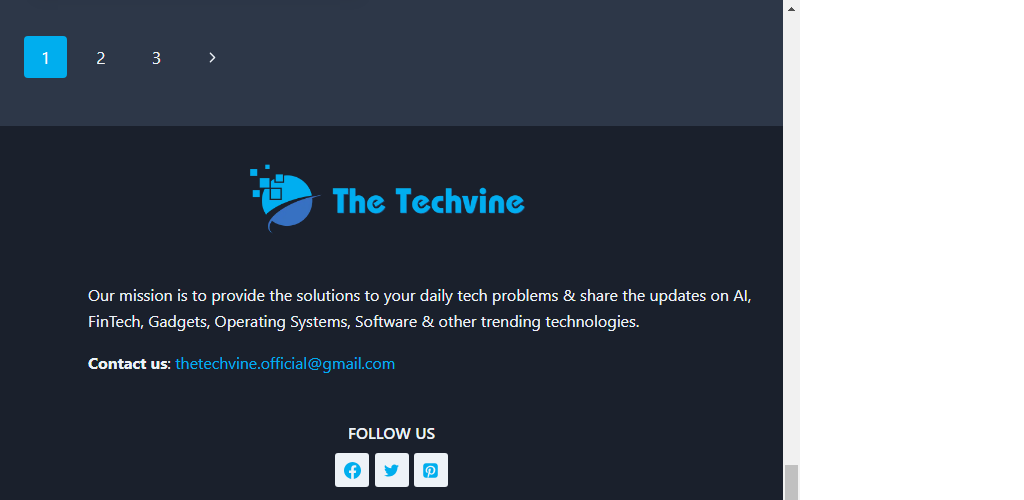 1 2 3
The Techvine
Our mission is to provide the solutions to your daily tech problems & share the updates on AI,
FinTech, Gadgets, Operating Systems, Software & other trending technologies.
Contact us: thetechvine.official@gmail.com
FOLLOW US